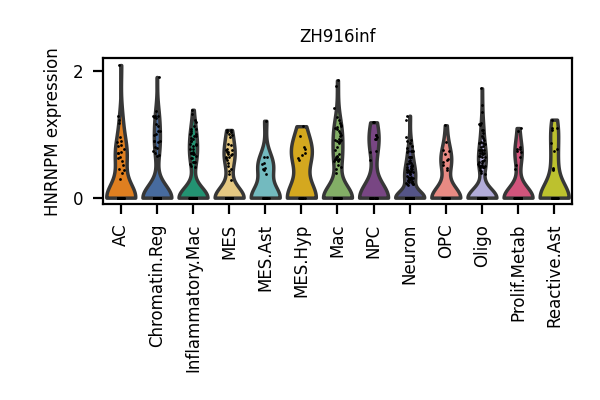 ZH916inf
HNRNPM expression
2
0
AC
Chromatin.Reg
Inflammatory.Mac
MES
MES.Ast
MES.Hyp
Mac
NPC
Neuron
OPC
Oligo
Prolif.Metab
Reactive.Ast